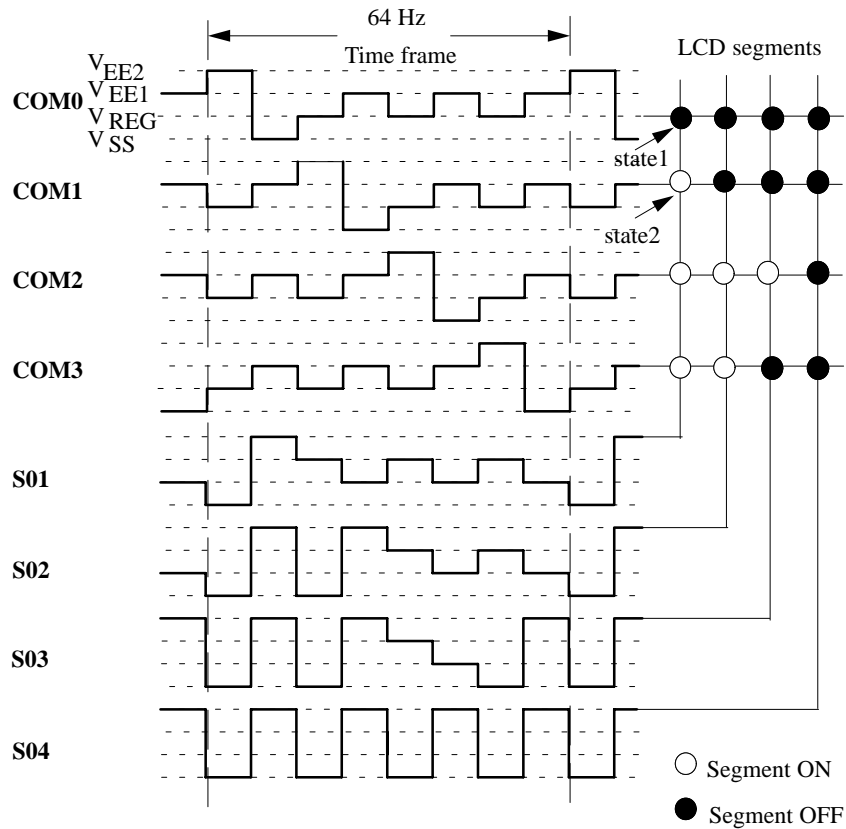 64 Hz
Time frame
LCD segments
VEE2
VEE1
VREG
VSS
COM0
state1
COM1
state2
COM2
COM3
S01
S02
S03
S04
Segment ON
Segment OFF